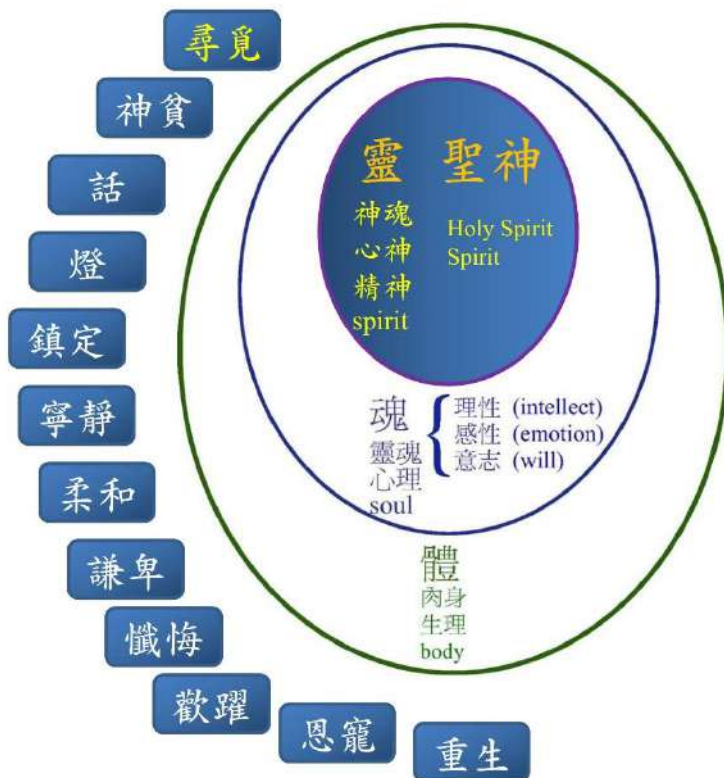 尋覓
神貧
話
燈
鎮定
寧靜
柔和
謙卑
懺悔
歡躍
恩寵
重生
靈 聖神
神魂
心神
精神
spirit
Holy Spirit
Spirit
魂
靈魂
心理
soul
理性 (intellect)
感性 (emotion)
意志 (will)
體
肉身
生理
body